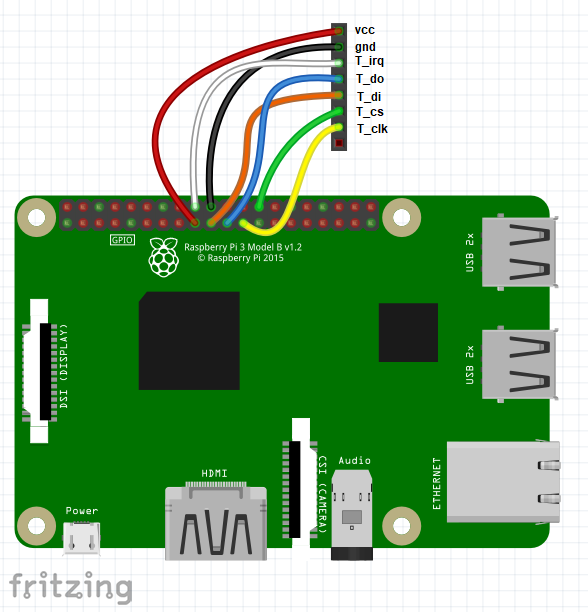 vcc
gnd
T_irq
T_do
T_di
T_cs
T_clk
GPIO
Raspberry Pi 3 Model B v1.2
© Raspberry Pi 2015
USB 2x
USB 2x
DSI (DISPLAY)
CSI (CAMERA)
Audio
ETHERNET
HDMI
Power
fritzing